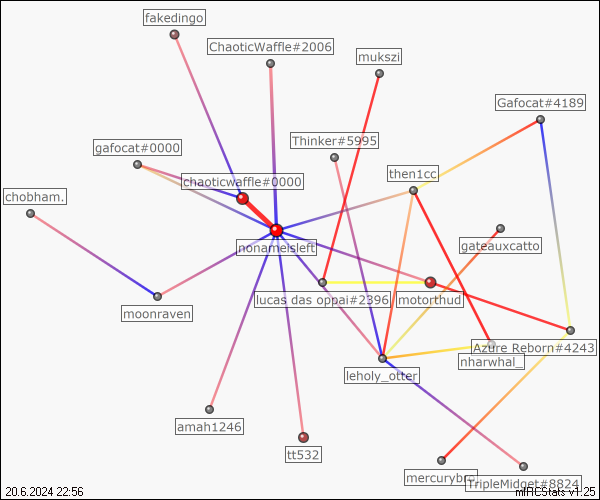 fakedingo
ChaoticWaffle#2006
mukszi
Gafocat#4189
Thinker#5995
gafocat#0000
then1cc
chaoticwaffle#0000
chobham.
nonameisleft
gateauxcatto
lucas das oppai#2396
motorthud
moonraven
Azure Reborn#4243
nharwhal_
leholy_otter
amah1246
tt532
mercurybrd
TripleMidget#8824
20.6.2024 22:56
mIRCStats v1.25